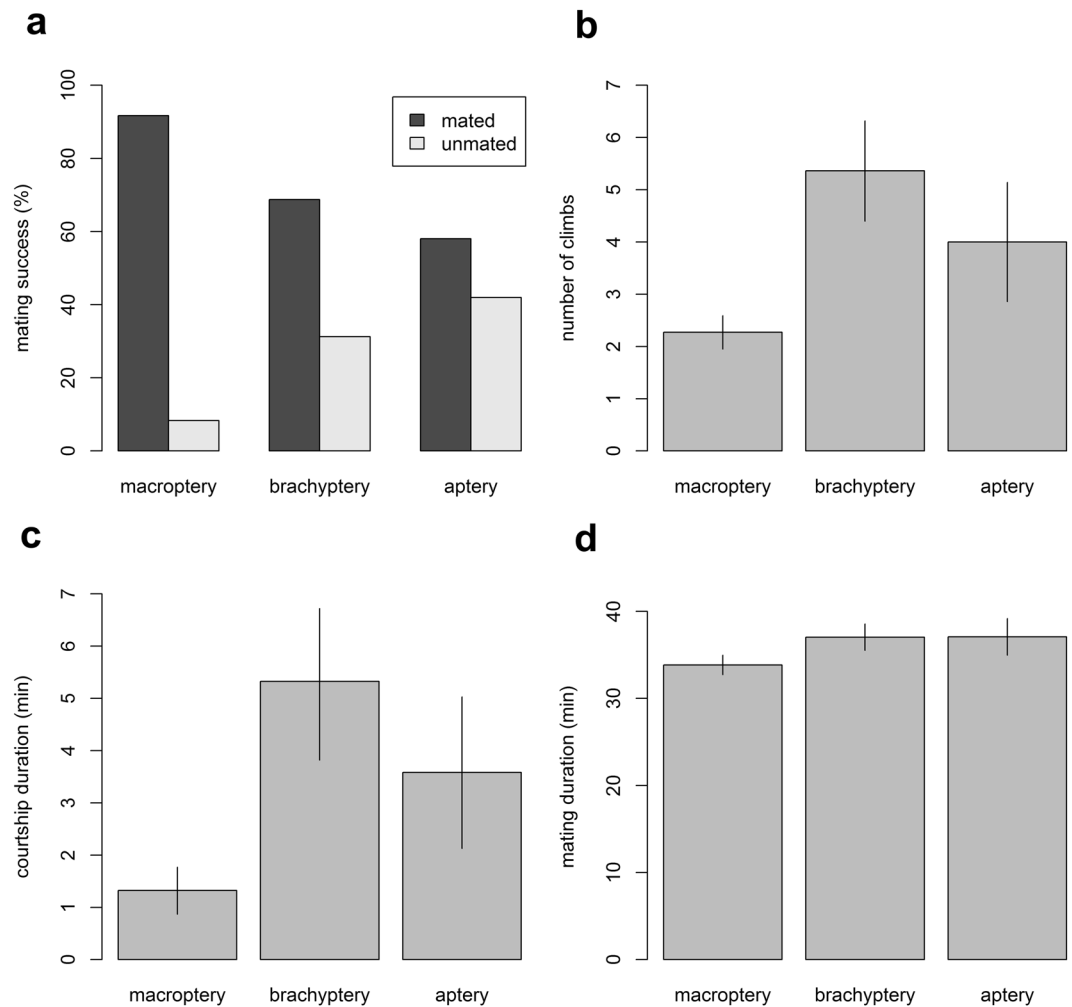 a
mating success (%)
100
80
60
40
20
0
mated
unmated
macroptery brachyptery aptery
b
number of climbs
7
6
5
4
3
2
1
0
macroptery brachyptery aptery
c
courtship duration (min)
7
6
5
4
3
2
1
0
macroptery brachyptery aptery
d
mating duration (min)
40
30
20
10
0
macroptery brachyptery aptery